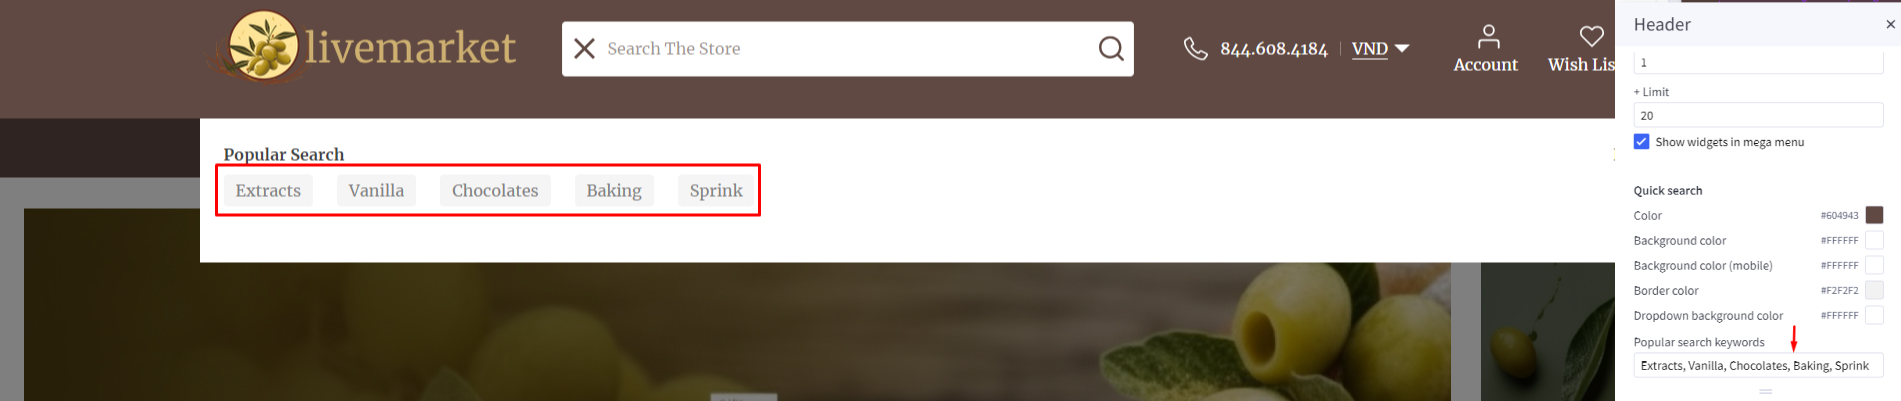 livemarket
Search The Store
844.608.4184
VND
Account
Wish Lis
Popular Search
Extracts
Vanilla
Chocolates
Baking
Sprink
Header
1
+ Limit
20
Show widgets in mega menu
Quick search
Color #604943
Background color #FFFFFF
Background color (mobile) #FFFFFF
Border color #F2F2F2
Dropdown background color #FFFFFF
Popular search keywords
Extracts, Vanilla, Chocolates, Baking, Sprink